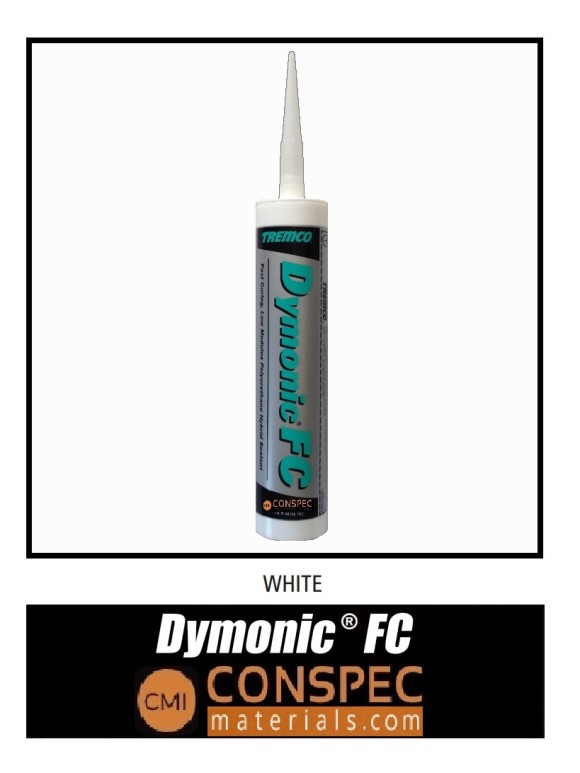 TREMCO
Dymonic FC
Fast Curing, Low Modulus Polyurethane Hybrid Sealant
CONSPEC
WHITE
Dymonic® FC
CMI
CONSPEC
materials.com